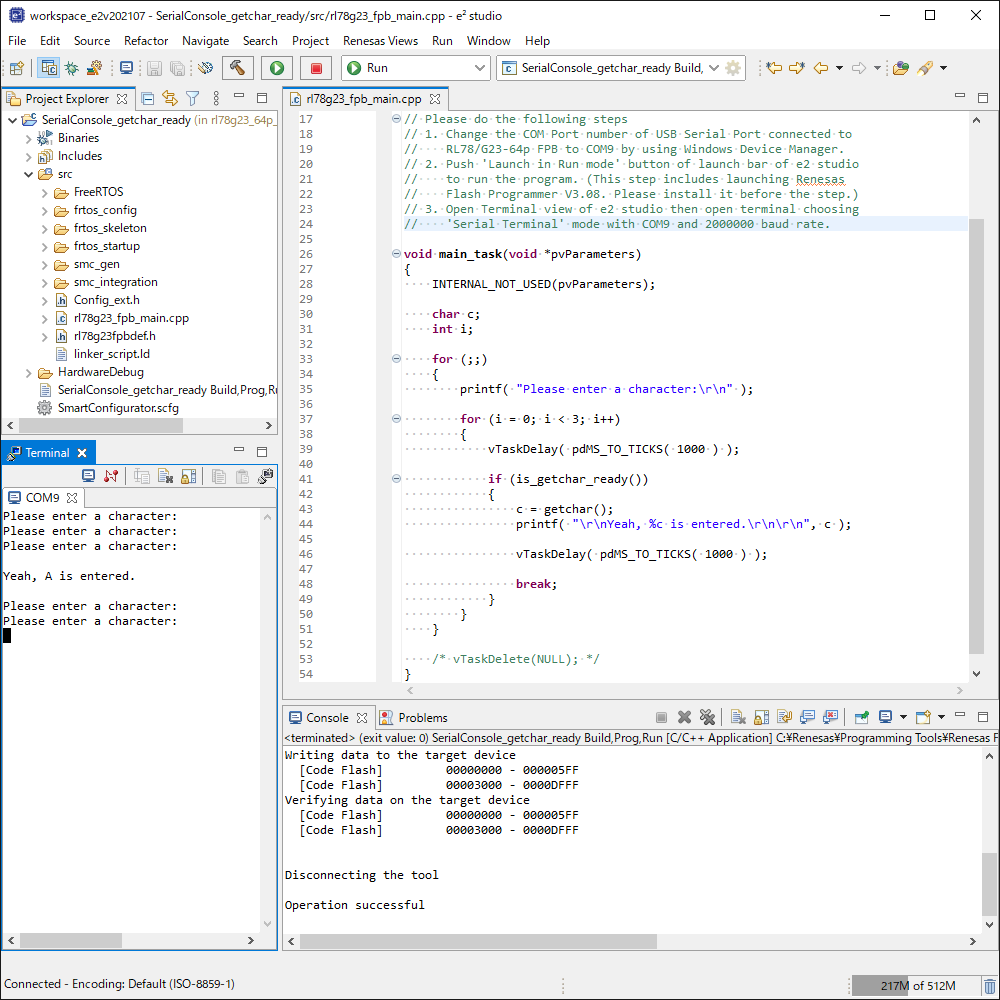 workspace_e2v202107 - SerialConsole_getchar_ready/src/rl78g23_fpb_main.cpp - e² studio
File Edit Source Refactor Navigate Search Project Renesas Views Run Window Help
Run
SerialConsole_getchar_ready Build,
Project Explorer
SerialConsole_getchar_ready (in rl78g23_64p_
Binaries
Includes
src
FreeRTOS
frtos_config
frtos_skeleton
frtos_startup
smc_gen
smc_integration
Config_ext.h
rl78g23_fpb_main.cpp
rl78g23fpbdef.h
linker_script.ld
HardwareDebug
SerialConsole_getchar_ready Build,Prog,Ru
SmartConfigurator.scfg
Terminal
COM9
Please enter a character:
Please enter a character:
Please enter a character:
Yeah, A is entered.
Please enter a character:
Please enter a character:
rl78g23_fpb_main.cpp
17 // Please do the following steps
18 // 1. Change the COM Port number of USB Serial Port connected to
19 //    RL78/G23-64p FPB to COM9 by using Windows Device Manager.
20 // 2. Push 'Launch in Run mode' button of launch bar of e2 studio
21 //    to run the program. (This step includes launching Renesas
22 //    Flash Programmer V3.08. Please install it before the step.)
23 // 3. Open Terminal view of e2 studio then open terminal choosing
24 //    'Serial Terminal' mode with COM9 and 2000000 baud rate.
25
26 void main_task(void *pvParameters)
27 {
28     INTERNAL_NOT_USED(pvParameters);
29
30     char c;
31     int i;
32
33     for (;;)
34     {
35         printf( "Please enter a character:\r\n" );
36
37         for (i = 0; i < 3; i++)
38         {
39             vTaskDelay( pdMS_TO_TICKS( 1000 ) );
40
41             if (is_getchar_ready())
42             {
43                 c = getchar();
44                 printf( "\r\nYeah, %c is entered.\r\n\r\n", c );
45
46                 vTaskDelay( pdMS_TO_TICKS( 1000 ) );
47
48                 break;
49             }
50         }
51     }
52
53     /* vTaskDelete(NULL); */
54 }
Console Problems
<terminated> (exit value: 0) SerialConsole_getchar_ready Build,Prog,Run [C/C++ Application] C:¥Renesas¥Programming Tools¥Renesas F
Writing data to the target device
[Code Flash] 00000000 - 000005FF
[Code Flash] 00003000 - 0000DFFF
Verifying data on the target device
[Code Flash] 00000000 - 000005FF
[Code Flash] 00003000 - 0000DFFF
Disconnecting the tool
Operation successful
Connected - Encoding: Default (ISO-8859-1)
217M of 512M